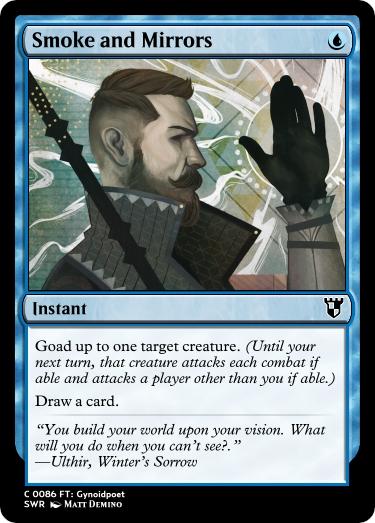 Smoke and Mirrors
Instant
Goad up to one target creature. (Until your
next turn, that creature attacks each combat if
able and attacks a player other than you if able.)
Draw a card.
“You build your world upon your vision. What
will you do when you can't see?.”
—Ulthir, Winter's Sorrow
C 0086 FT: Gynoidpoet
SWR Matt Demino